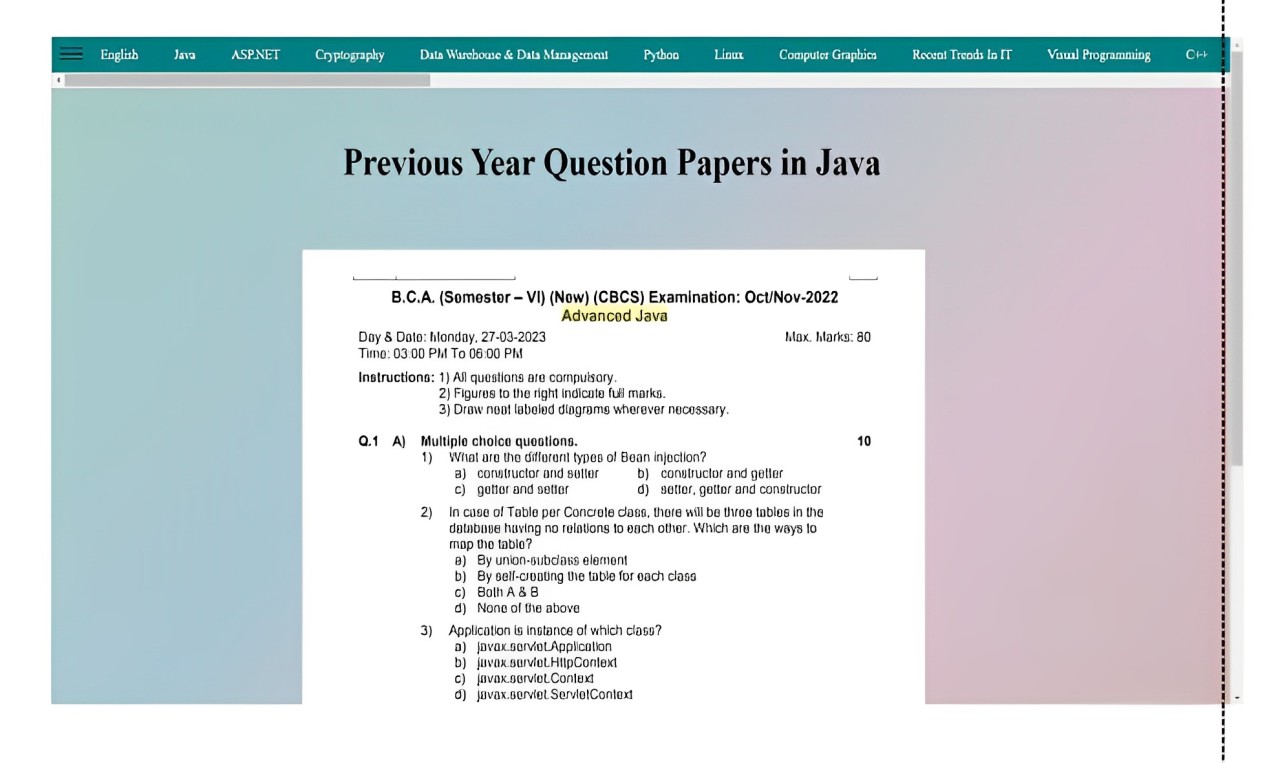 English Java ASP.NET Cryptography Data Warehouse & Data Management Python Linux Computer Graphics Recent Trends In IT Visual Programming C++
Previous Year Question Papers in Java
B.C.A. (Semester – VI) (New) (CBCS) Examination: Oct/Nov-2022
Advanced Java
Day & Date: Monday, 27-03-2023 Max. Marks: 80
Time: 03:00 PM To 06:00 PM
Instructions: 1) All questions are compulsory.
2) Figures to the right indicate full marks.
3) Draw neat labeled diagrams wherever necessary.
Q.1 A) Multiple choice questions. 10
1) What are the different types of Bean injection?
a) constructor and setter b) constructor and getter
c) getter and setter d) setter, getter and constructor
2) In case of Table per Concrete class, there will be three tables in the
database having no relations to each other. Which are the ways to
map the table?
a) By union-subclass element
b) By self-creating the table for each class
c) Both A & B
d) None of the above
3) Application is instance of which class?
a) javax.servlet.Application
b) javax.servlet.HttpContext
c) javax.servlet.Context
d) javax.servlet.ServletContext